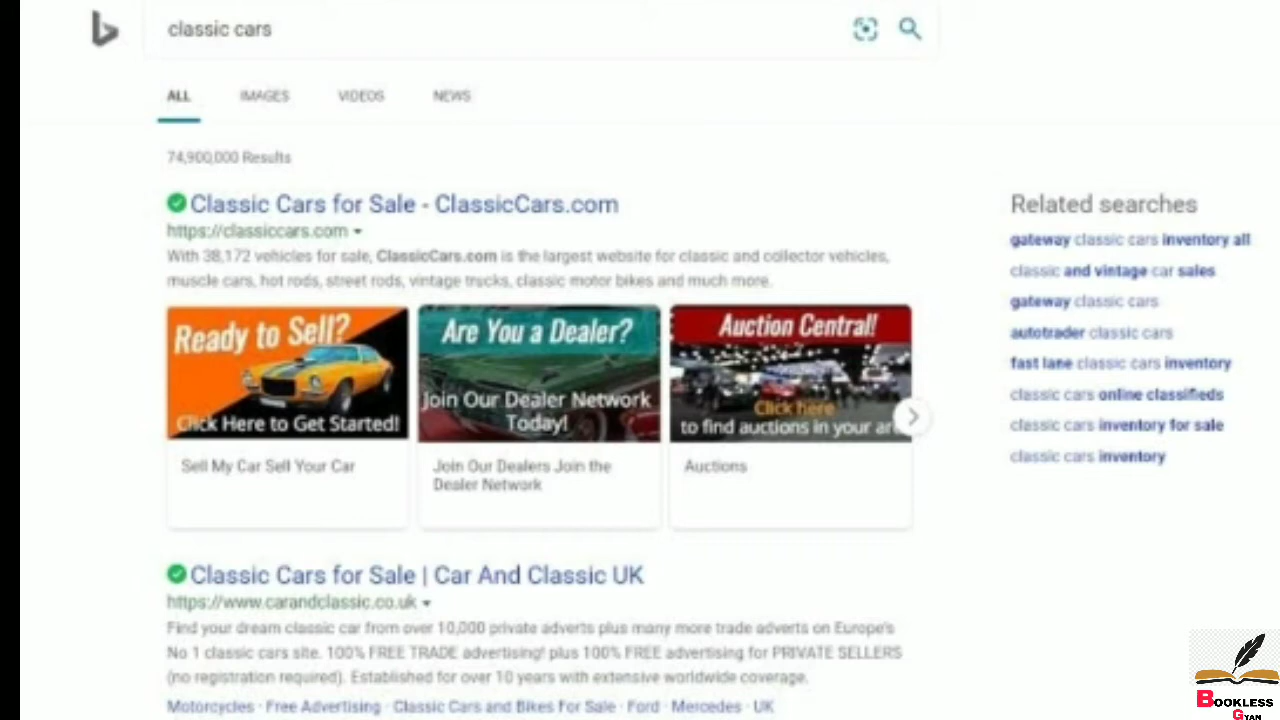 classic cars
ALL IMAGES VIDEOS NEWS
74,900,000 Results
Classic Cars for Sale - ClassicCars.com
https://classiccars.com
With 38,172 vehicles for sale, ClassicCars.com is the largest website for classic and collector vehicles,
muscle cars, hot rods, street rods, vintage trucks, classic motor bikes and much more.
Ready to Sell?
Click Here to Get Started!
Sell My Car Sell Your Car
Are You a Dealer?
Join Our Dealer Network
Today!
Join Our Dealers Join the
Dealer Network
Auction Central!
Click here
to find auctions in your ar
Auctions
Classic Cars for Sale | Car And Classic UK
https://www.carandclassic.co.uk
Find your dream classic car from over 10,000 private adverts plus many more trade adverts on Europe's
No 1 classic cars site. 100% FREE TRADE advertising! plus 100% FREE advertising for PRIVATE SELLERS
(no registration required). Established for over 10 years with extensive worldwide coverage.
Motorcycles · Free Advertising · Classic Cars and Bikes For Sale · Ford · Mercedes · UK
Related searches
gateway classic cars inventory all
classic and vintage car sales
gateway classic cars
autotrader classic cars
fast lane classic cars inventory
classic cars online classifieds
classic cars inventory for sale
classic cars inventory
BOOKLESS
GYAN